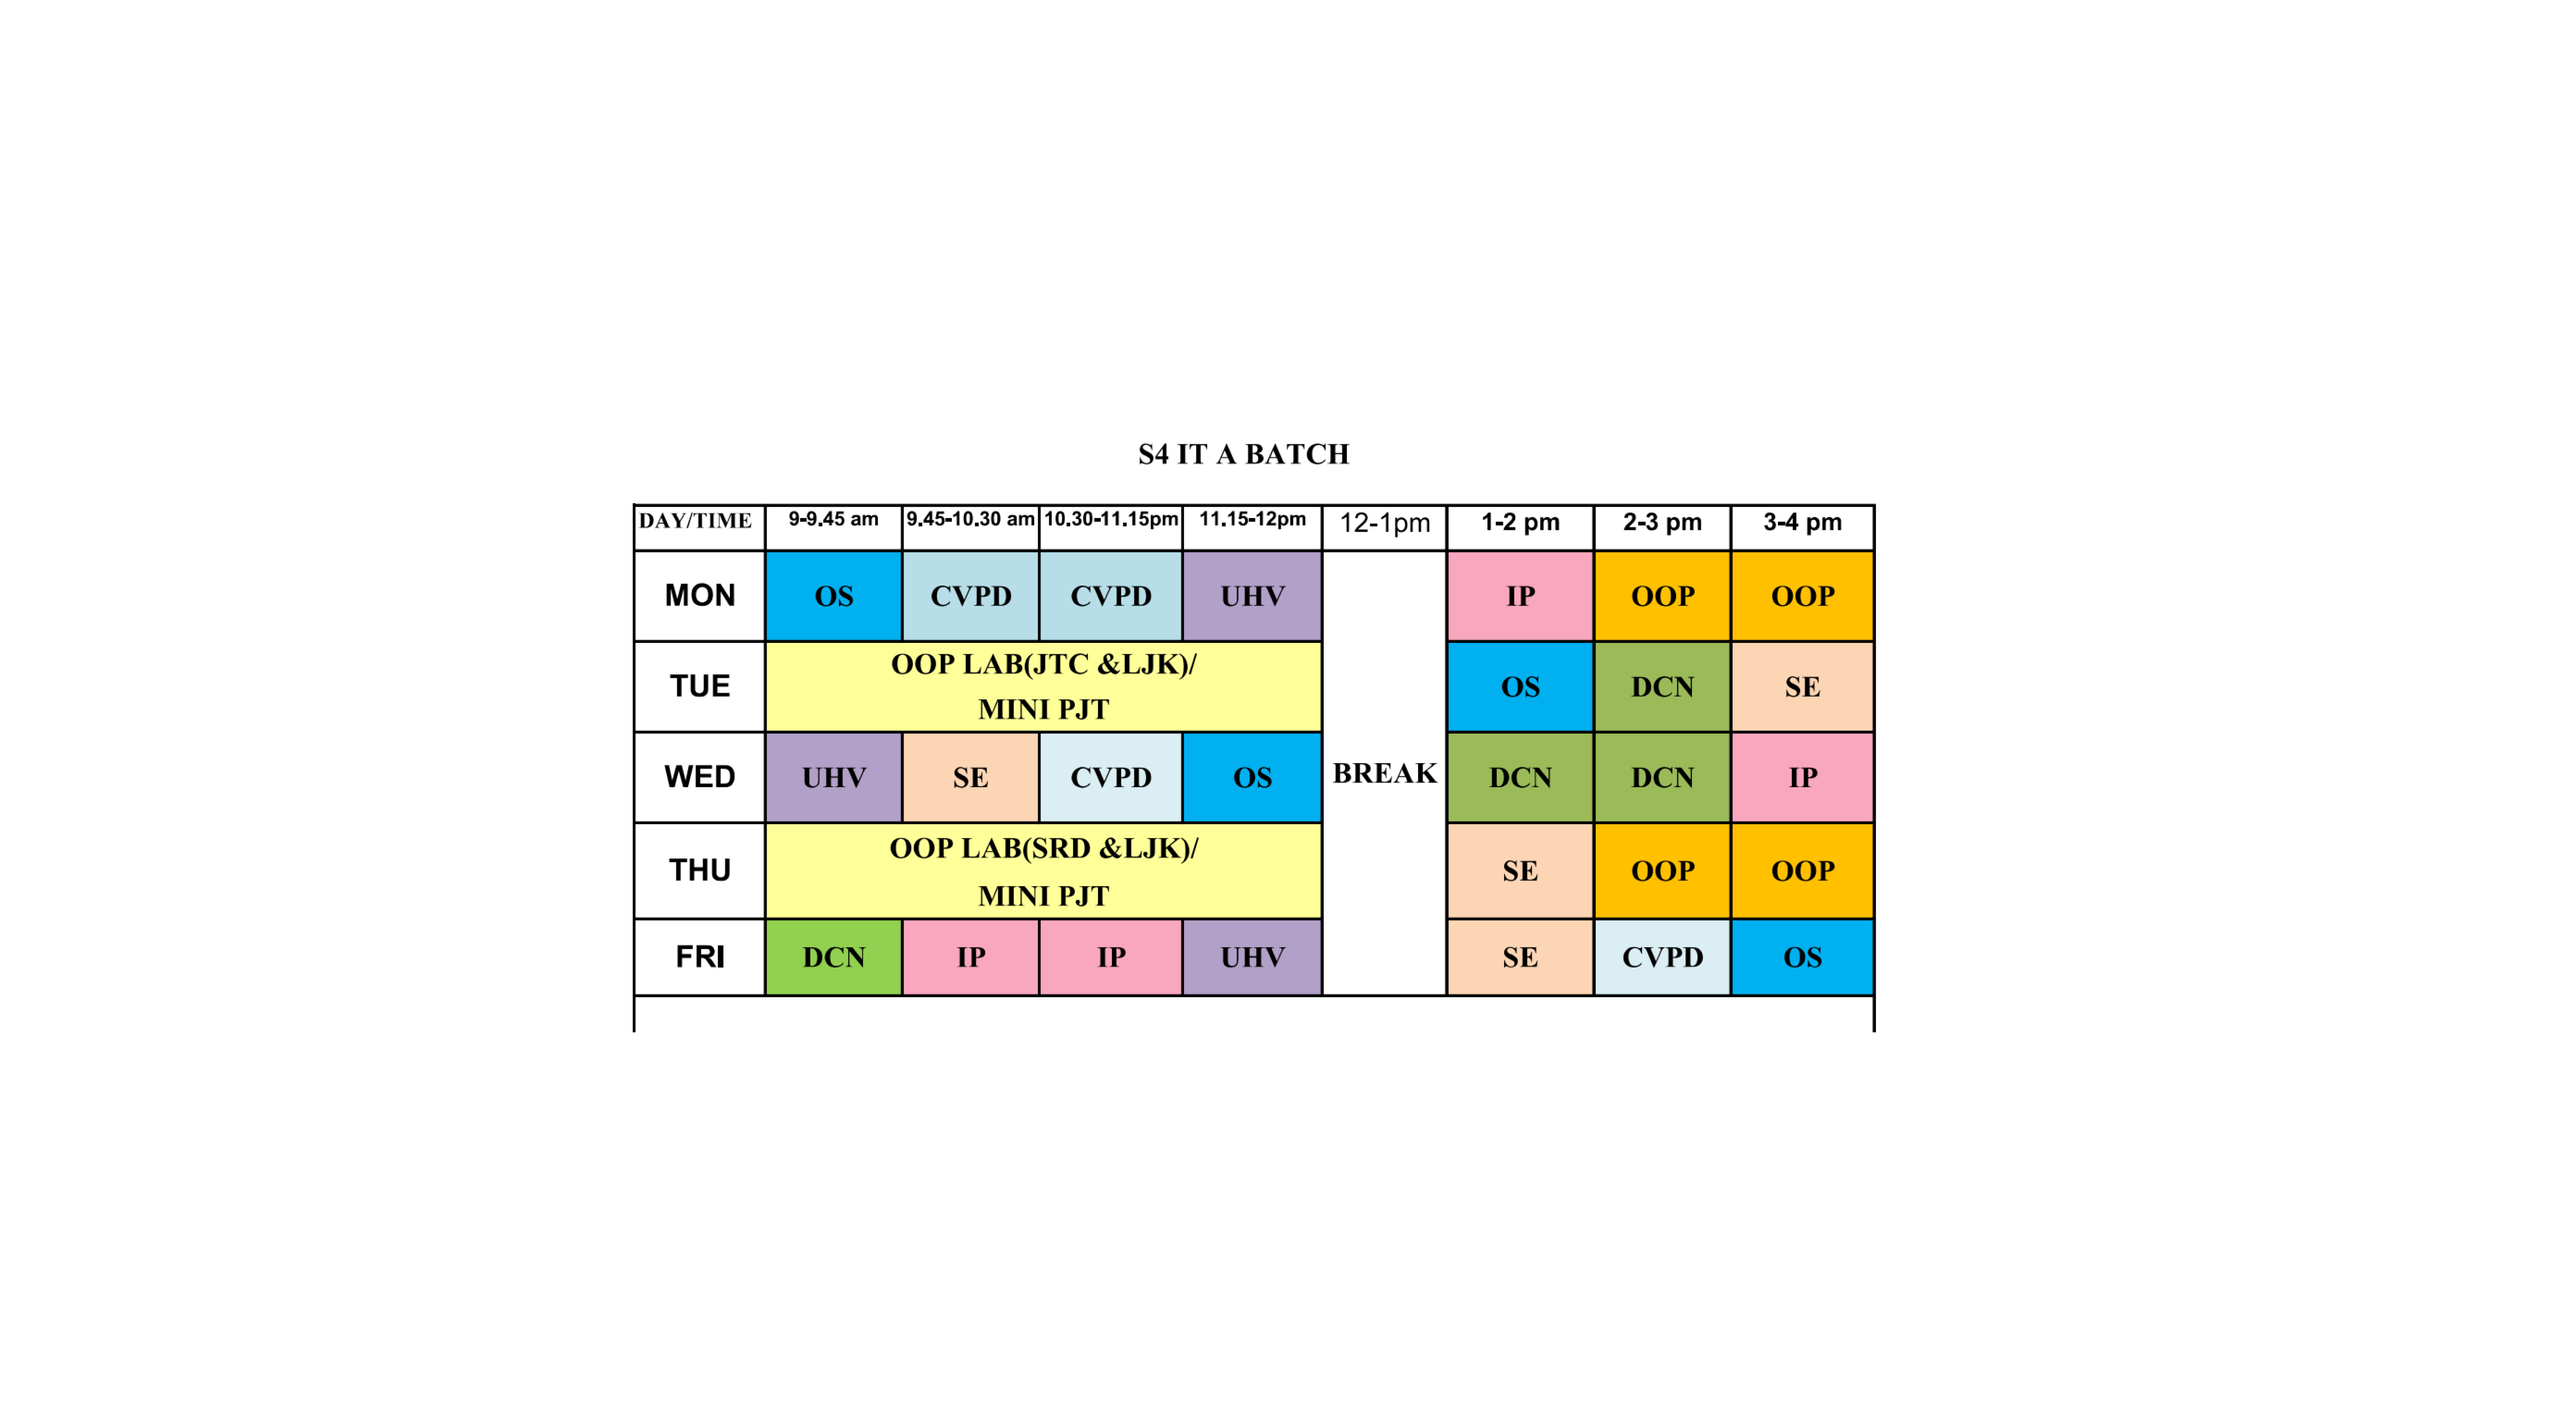 S4 IT A BATCH
DAY/TIME 9-9.45 am 9.45-10.30 am 10.30-11.15pm 11.15-12pm 12-1pm 1-2 pm 2-3 pm 3-4 pm
MON OS CVPD CVPD UHV IP OOP OOP
TUE OOP LAB(JTC &LJK)/
MINI PJT OS DCN SE
WED UHV SE CVPD OS BREAK DCN DCN IP
THU OOP LAB(SRD &LJK)/
MINI PJT SE OOP OOP
FRI DCN IP IP UHV SE CVPD OS